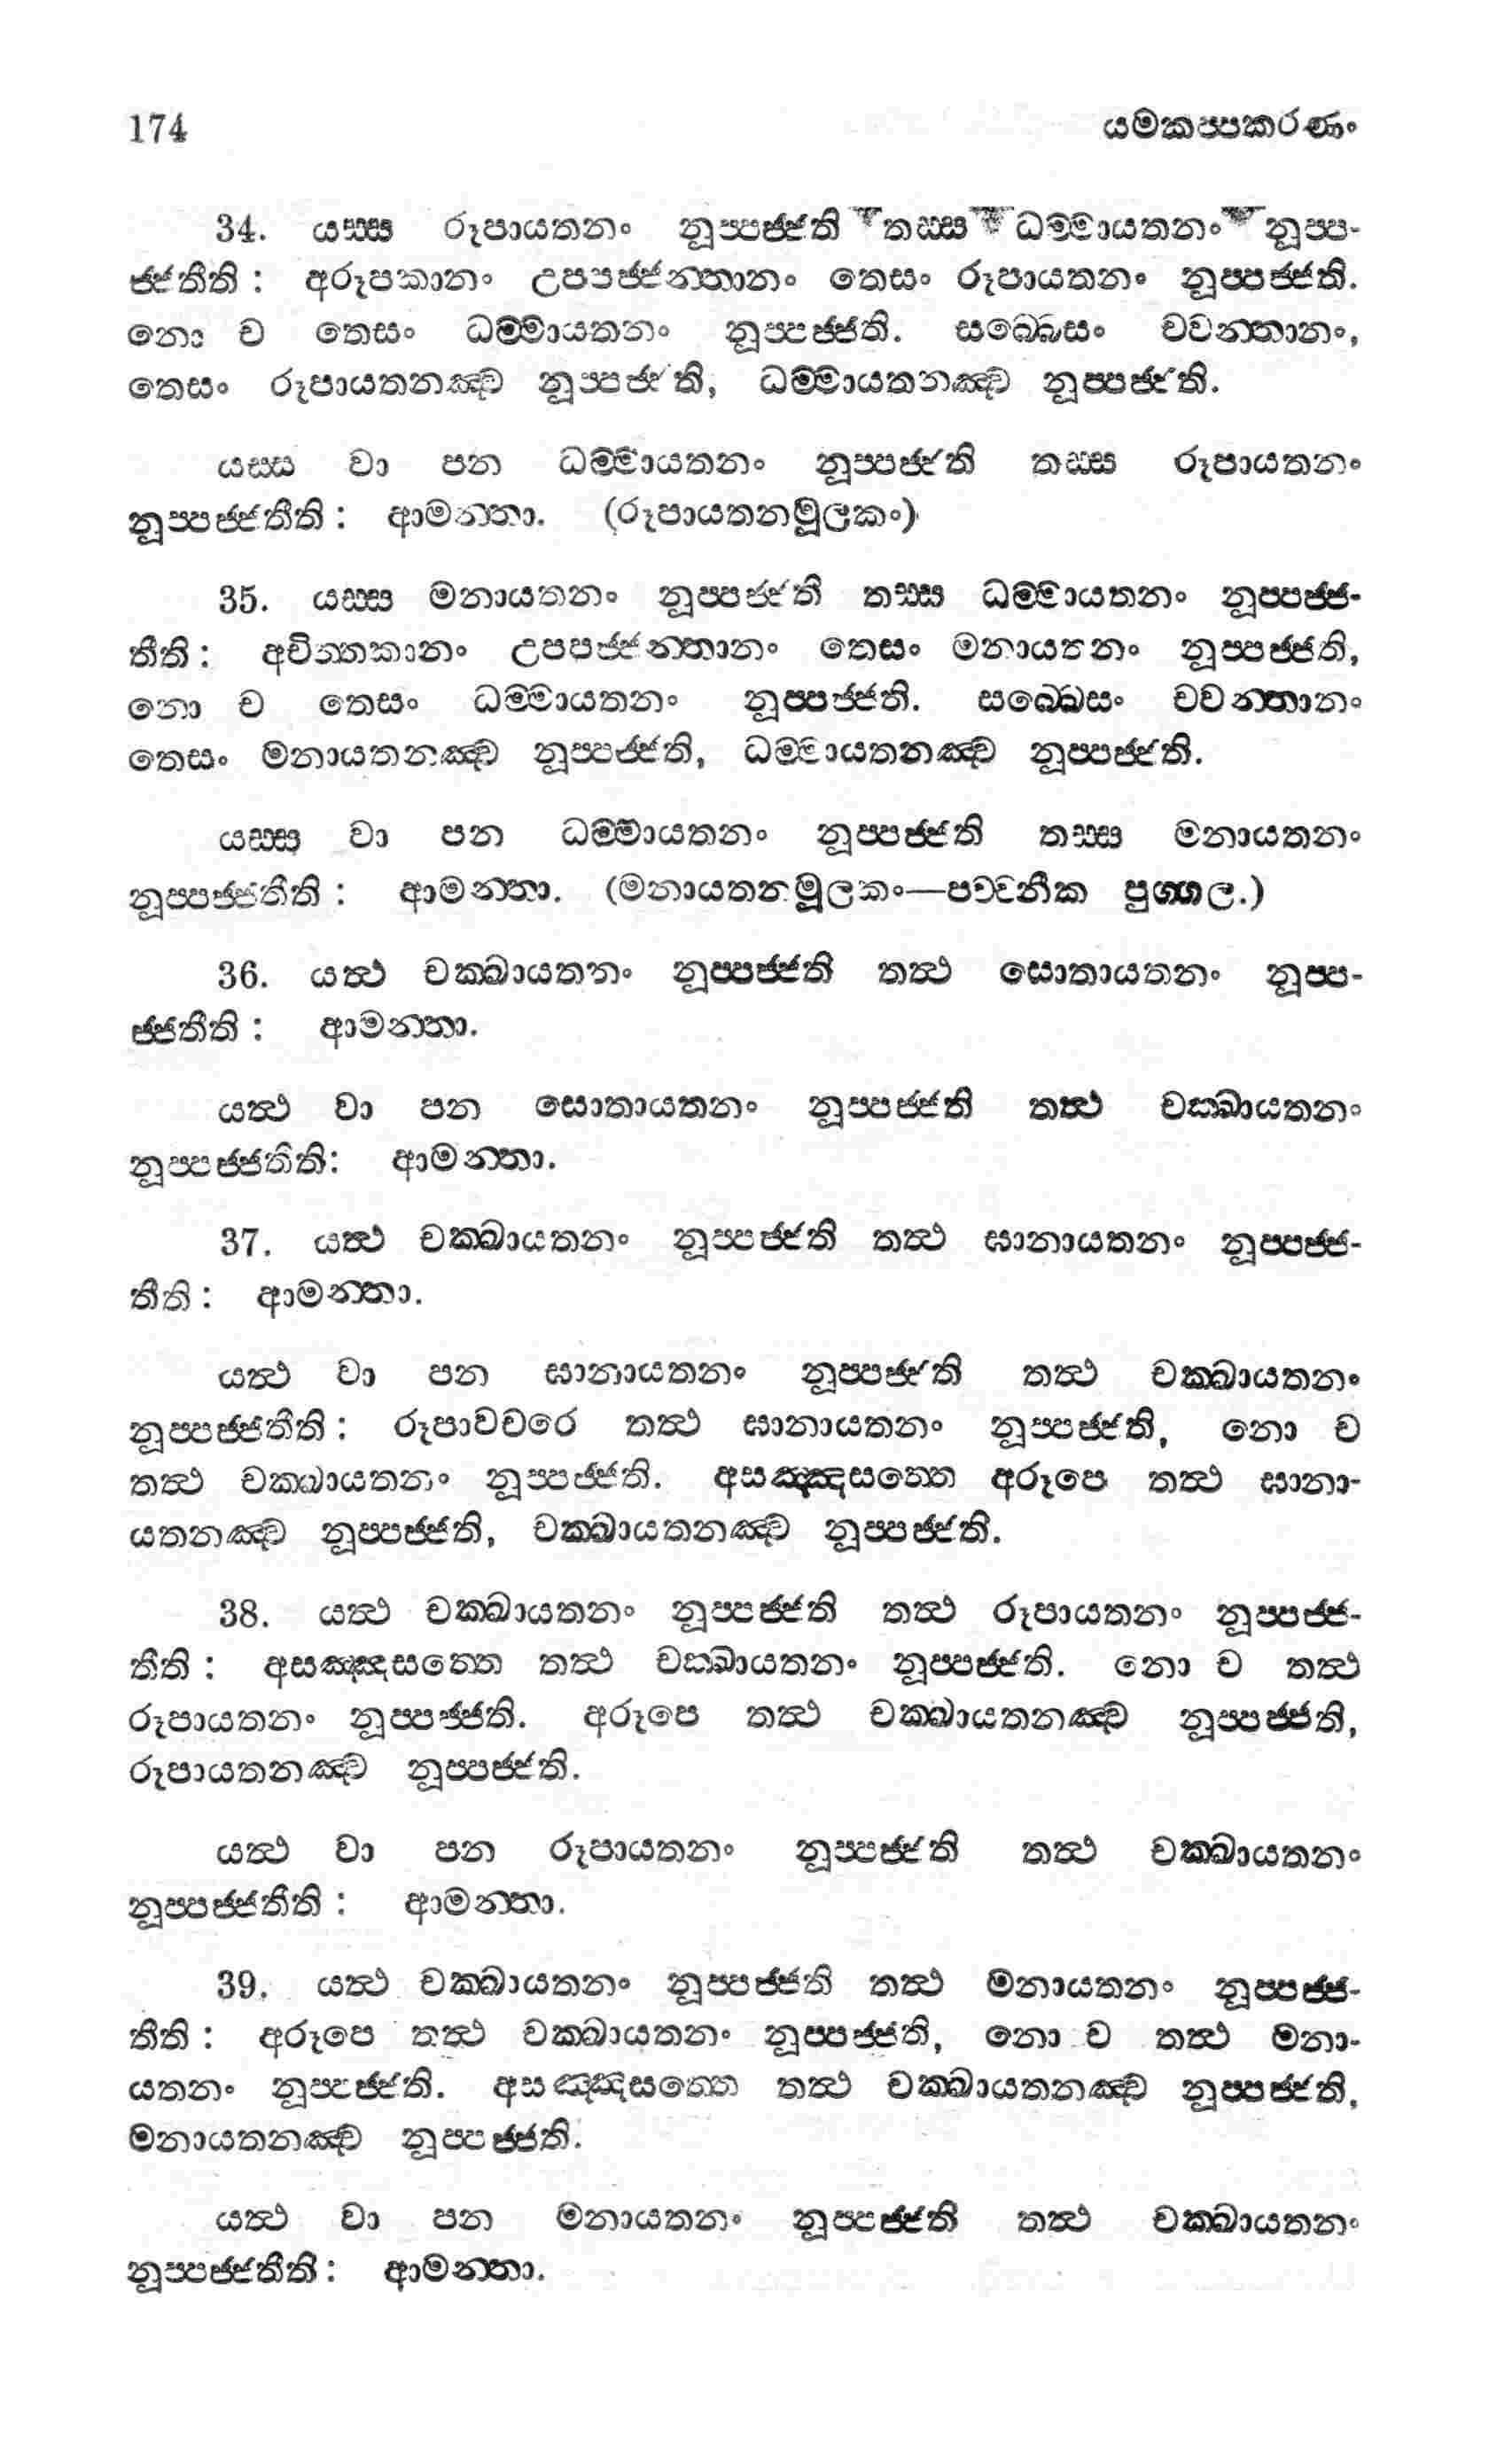 174 යමකප්පකරණං
34. යස්ස රූපායතනං නූප්පජ්ජති තස්ස ධම්මායතනං නූප්ප-
ජ්ජතීති : අරූපකානං උපපජ්ජන්තානං තෙසං රූපායතනං නූප්පජ්ජති.
නො ච තෙසං ධම්මායතනං නූප්පජ්ජති. සබ්බෙසං චවන්තානං,
තෙසං රූපායතනඤ්ච නූප්පජ්ජති, ධම්මායතනඤ්ච නූප්පජ්ජති.
යස්ස වා පන ධම්මායතනං නූප්පජ්ජති තස්ස රූපායතනං
නූප්පජ්ජතීති : ආමන්තා. (රූපායතනමූලකං)
35. යස්ස මනායතනං නූප්පජ්ජති තස්ස ධම්මායතනං නූප්පජ්ජ-
තීති : අචිත්තකානං උපපජ්ජන්තානං තෙසං මනායතනං නූප්පජ්ජති,
නො ච තෙසං ධම්මායතනං නූප්පජ්ජති. සබ්බෙසං චවන්තානං
තෙසං මනායතනඤ්ච නූප්පජ්ජති, ධම්මායතනඤ්ච නූප්පජ්ජති.
යස්ස වා පන ධම්මායතනං නූප්පජ්ජති තස්ස මනායතනං
නූප්පජ්ජතීති : ආමන්තා. (මනායතනමූලකං—පච්චනීක පුග්ගල.)
36. යත්ථ චක්ඛායතනං නූප්පජ්ජති තත්ථ සොතායතනං නූප්ප-
ජ්ජතීති : ආමන්තා.
යත්ථ වා පන සොතායතනං නූප්පජ්ජති තත්ථ චක්ඛායතනං
නූප්පජ්ජතීති: ආමන්තා.
37. යත්ථ චක්ඛායතනං නූප්පජ්ජති තත්ථ ඝානායතනං නූප්පජ්ජ-
තීති : ආමන්තා.
යත්ථ වා පන ඝානායතනං නූප්පජ්ජති තත්ථ චක්ඛායතනං
නූප්පජ්ජතීති : රූපාවචරෙ තත්ථ ඝානායතනං නූප්පජ්ජති, නො ච
තත්ථ චක්ඛායතනං නූප්පජ්ජති. අසඤ්ඤසත්තෙ අරූපෙ තත්ථ ඝානා-
යතනඤ්ච නූප්පජ්ජති, චක්ඛායතනඤ්ච නූප්පජ්ජති.
38. යත්ථ චක්ඛායතනං නූප්පජ්ජති තත්ථ රූපායතනං නූප්පජ්ජ-
තීති : අසඤ්ඤසත්තෙ තත්ථ චක්ඛායතනං නූප්පජ්ජති. නො ච තත්ථ
රූපායතනං නූප්පජ්ජති. අරූපෙ තත්ථ චක්ඛායතනඤ්ච නූප්පජ්ජති,
රූපායතනඤ්ච නූප්පජ්ජති.
යත්ථ වා පන රූපායතනං නූප්පජ්ජති තත්ථ චක්ඛායතනං
නූප්පජ්ජතීති : ආමන්තා.
39. යත්ථ චක්ඛායතනං නූප්පජ්ජති තත්ථ මනායතනං නූප්පජ්ජ-
තීති : අරූපෙ තත්ථ චක්ඛායතනං නූප්පජ්ජති, නො ච තත්ථ මනා-
යතනං නූප්පජ්ජති. අසඤ්ඤසත්තෙ තත්ථ චක්ඛායතනඤ්ච නූප්පජ්ජති,
මනායතනඤ්ච නූප්පජ්ජති.
යත්ථ වා පන මනායතනං නූප්පජ්ජති තත්ථ චක්ඛායතනං
නූප්පජ්ජතීති : ආමන්තා.